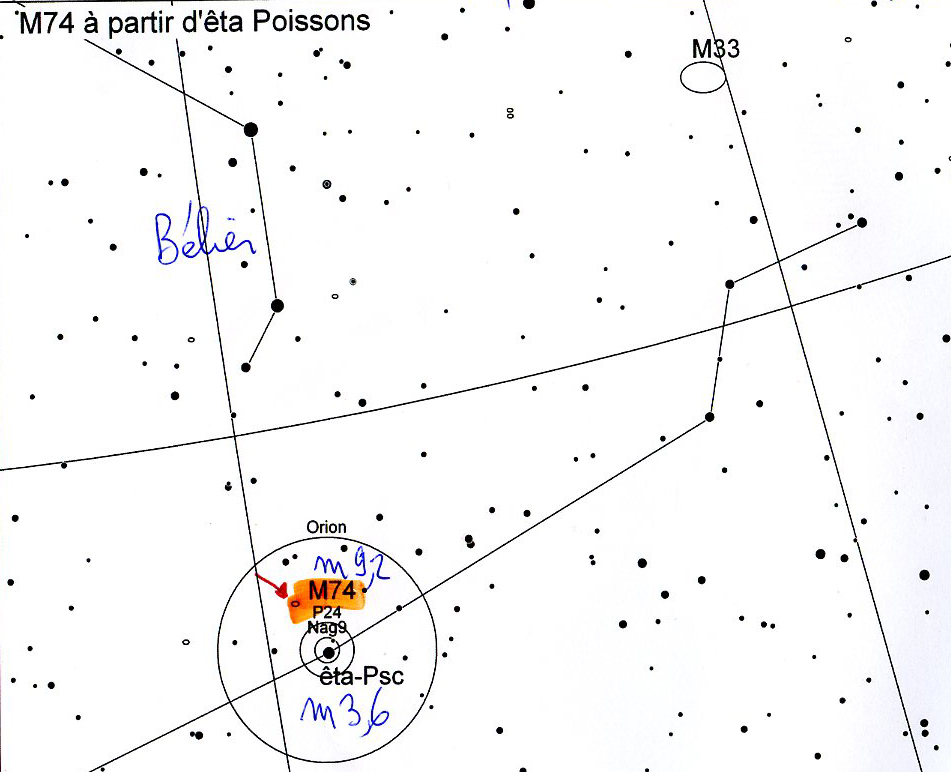 M74 à partir d'êta Poissons
M33
Bélier
Orion
m 9,2
M74
P24
Nag9
êta-Psc
m 3,6